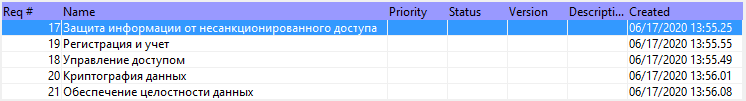 Req # Name Priority Status Version Descripti... Created
17 Защита информации от несанкционированного доступа 06/17/2020 13:55.25
19 Регистрация и учет 06/17/2020 13:55.55
18 Управление доступом 06/17/2020 13:55.49
20 Криптография данных 06/17/2020 13:56.01
21 Обеспечение целостности данных 06/17/2020 13:56.08